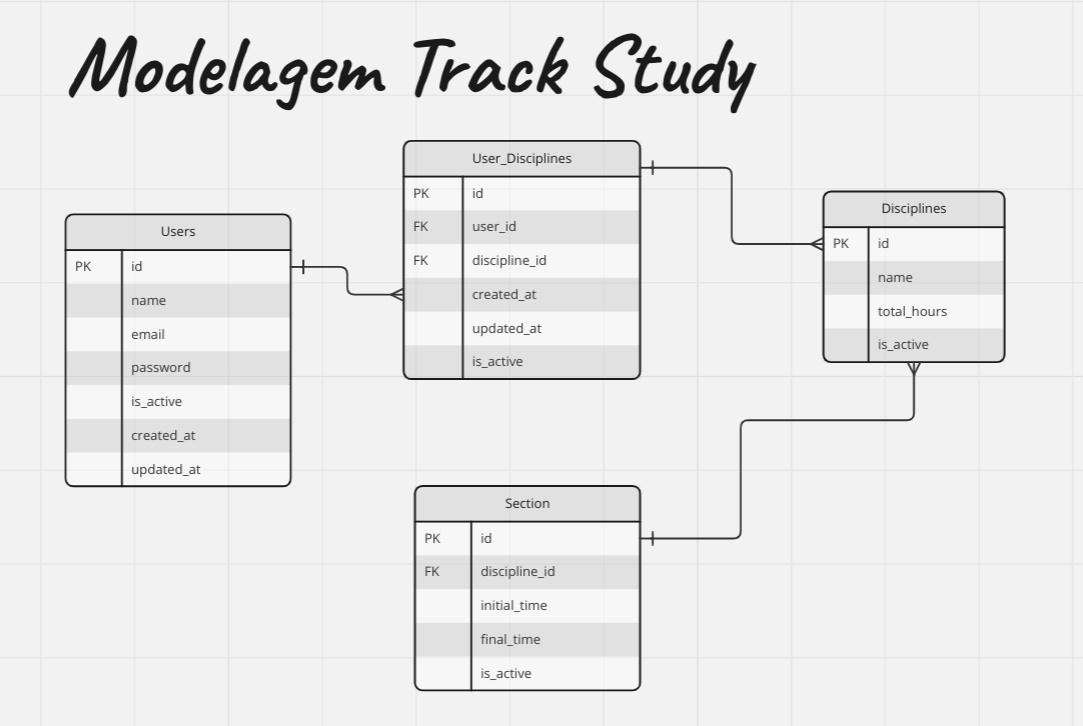 Modelagem Track Study
Users
PK id
name
email
password
is_active
created_at
updated_at
User_Disciplines
PK id
FK user_id
FK discipline_id
created_at
updated_at
is_active
Disciplines
PK id
name
total_hours
is_active
Section
PK id
FK discipline_id
initial_time
final_time
is_active